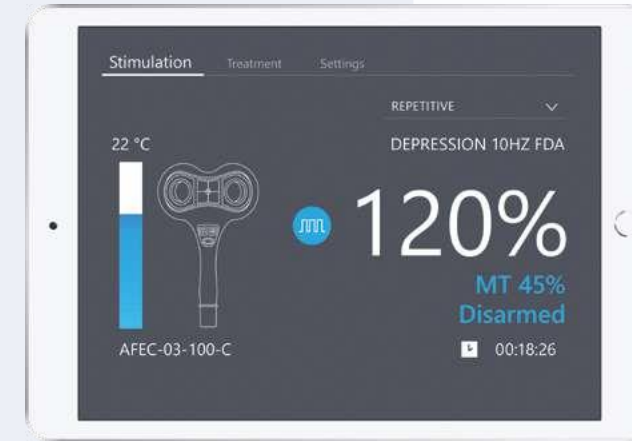 Stimulation Treatment Settings
REPETITIVE
22 °C
DEPRESSION 10HZ FDA
120%
MT 45%
Disarmed
AFEC-03-100-C
00:18:26